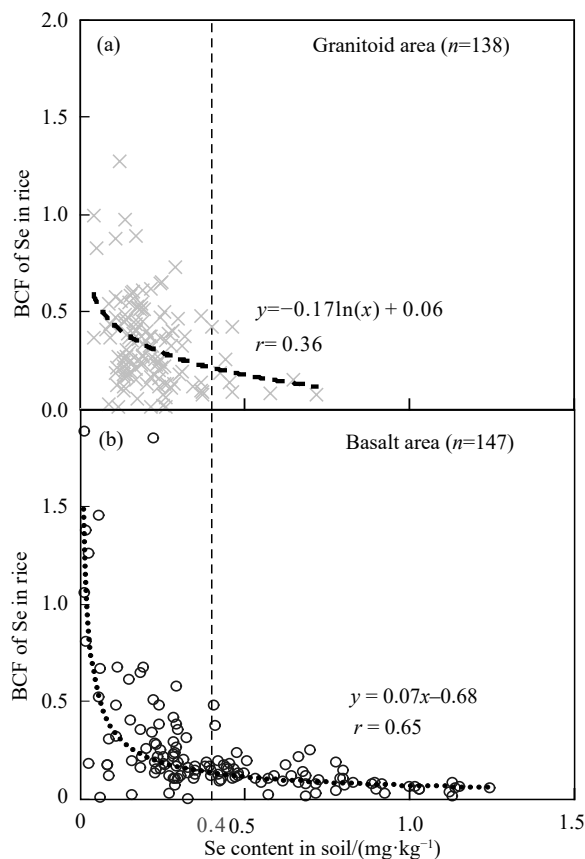 2.0
(a)
Granitoid area (n=138)
1.5
BCF of Se in rice
1.0
0.5
y=−0.17ln(x) + 0.06
r= 0.36
0.0
(b)
Basalt area (n=147)
1.5
BCF of Se in rice
1.0
0.5
y = 0.07x–0.68
r = 0.65
0
0 0.4 0.5 1.0 1.5
Se content in soil/(mg·kg⁻¹)